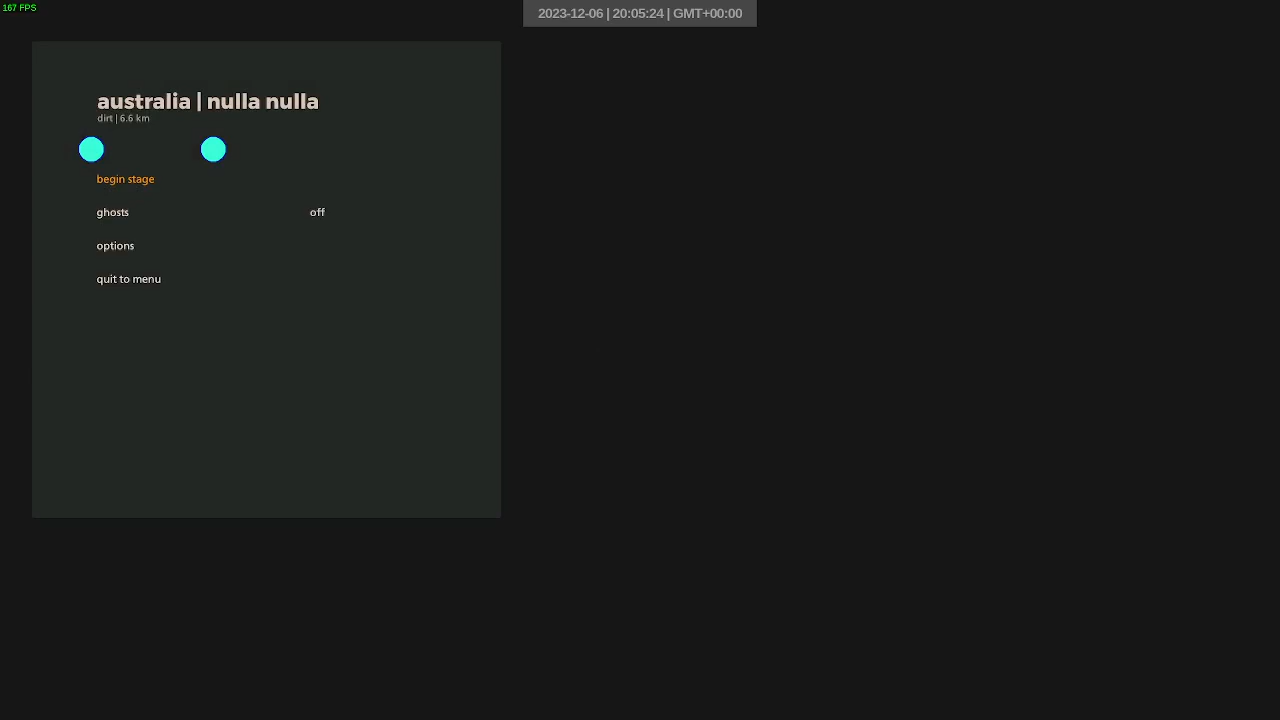 167 FPS
2023-12-06 | 20:05:24 | GMT+00:00
australia | nulla nulla
dirt | 6.6 km
begin stage
ghosts off
options
quit to menu